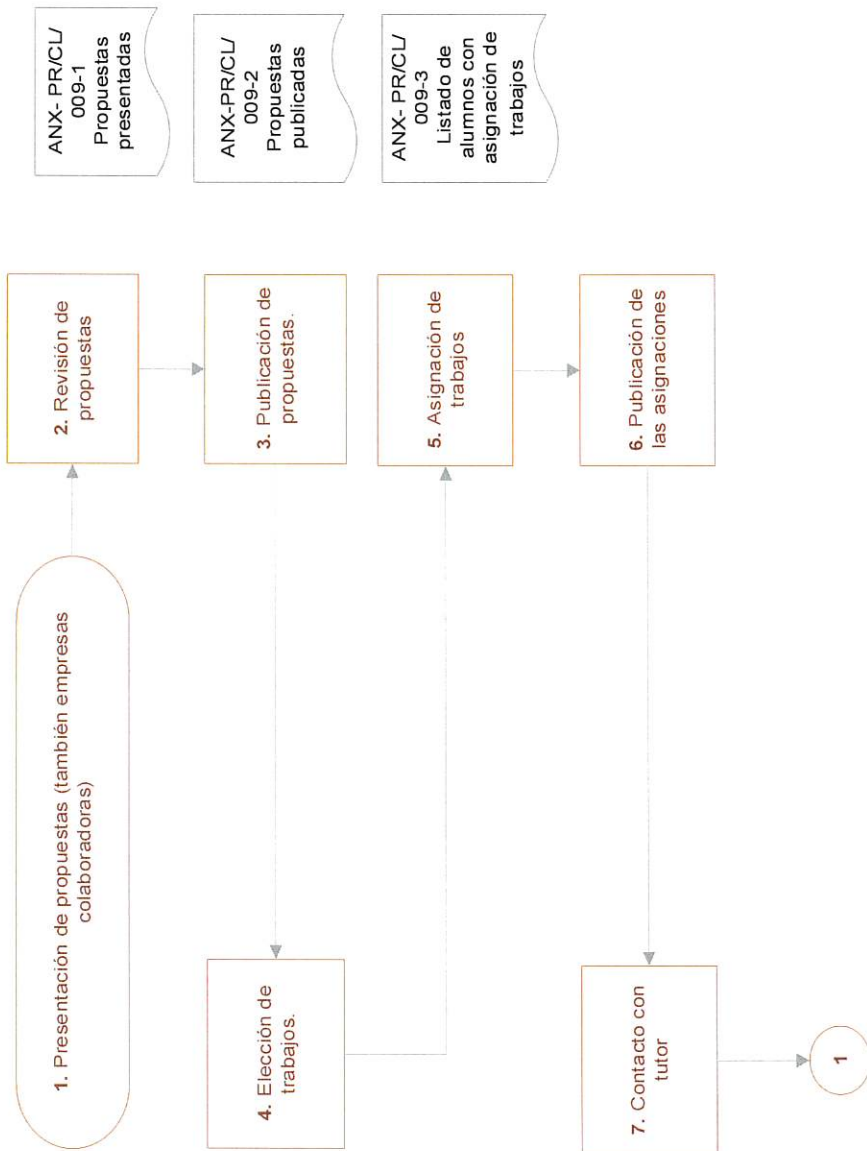 1. Presentación de propuestas (también empresas
colaboradoras)
2. Revisión de
propuestas
ANX- PR/CL/
009-1
Propuestas
presentadas
3. Publicación de
propuestas.
ANX-PR/CL/
009-2
Propuestas
publicadas
4. Elección de
trabajos.
5. Asignación de
trabajos
ANX- PR/CL/
009-3
Listado de
alumnos con
asignación de
trabajos
6. Publicación de
las asignaciones
7. Contacto con
tutor
1